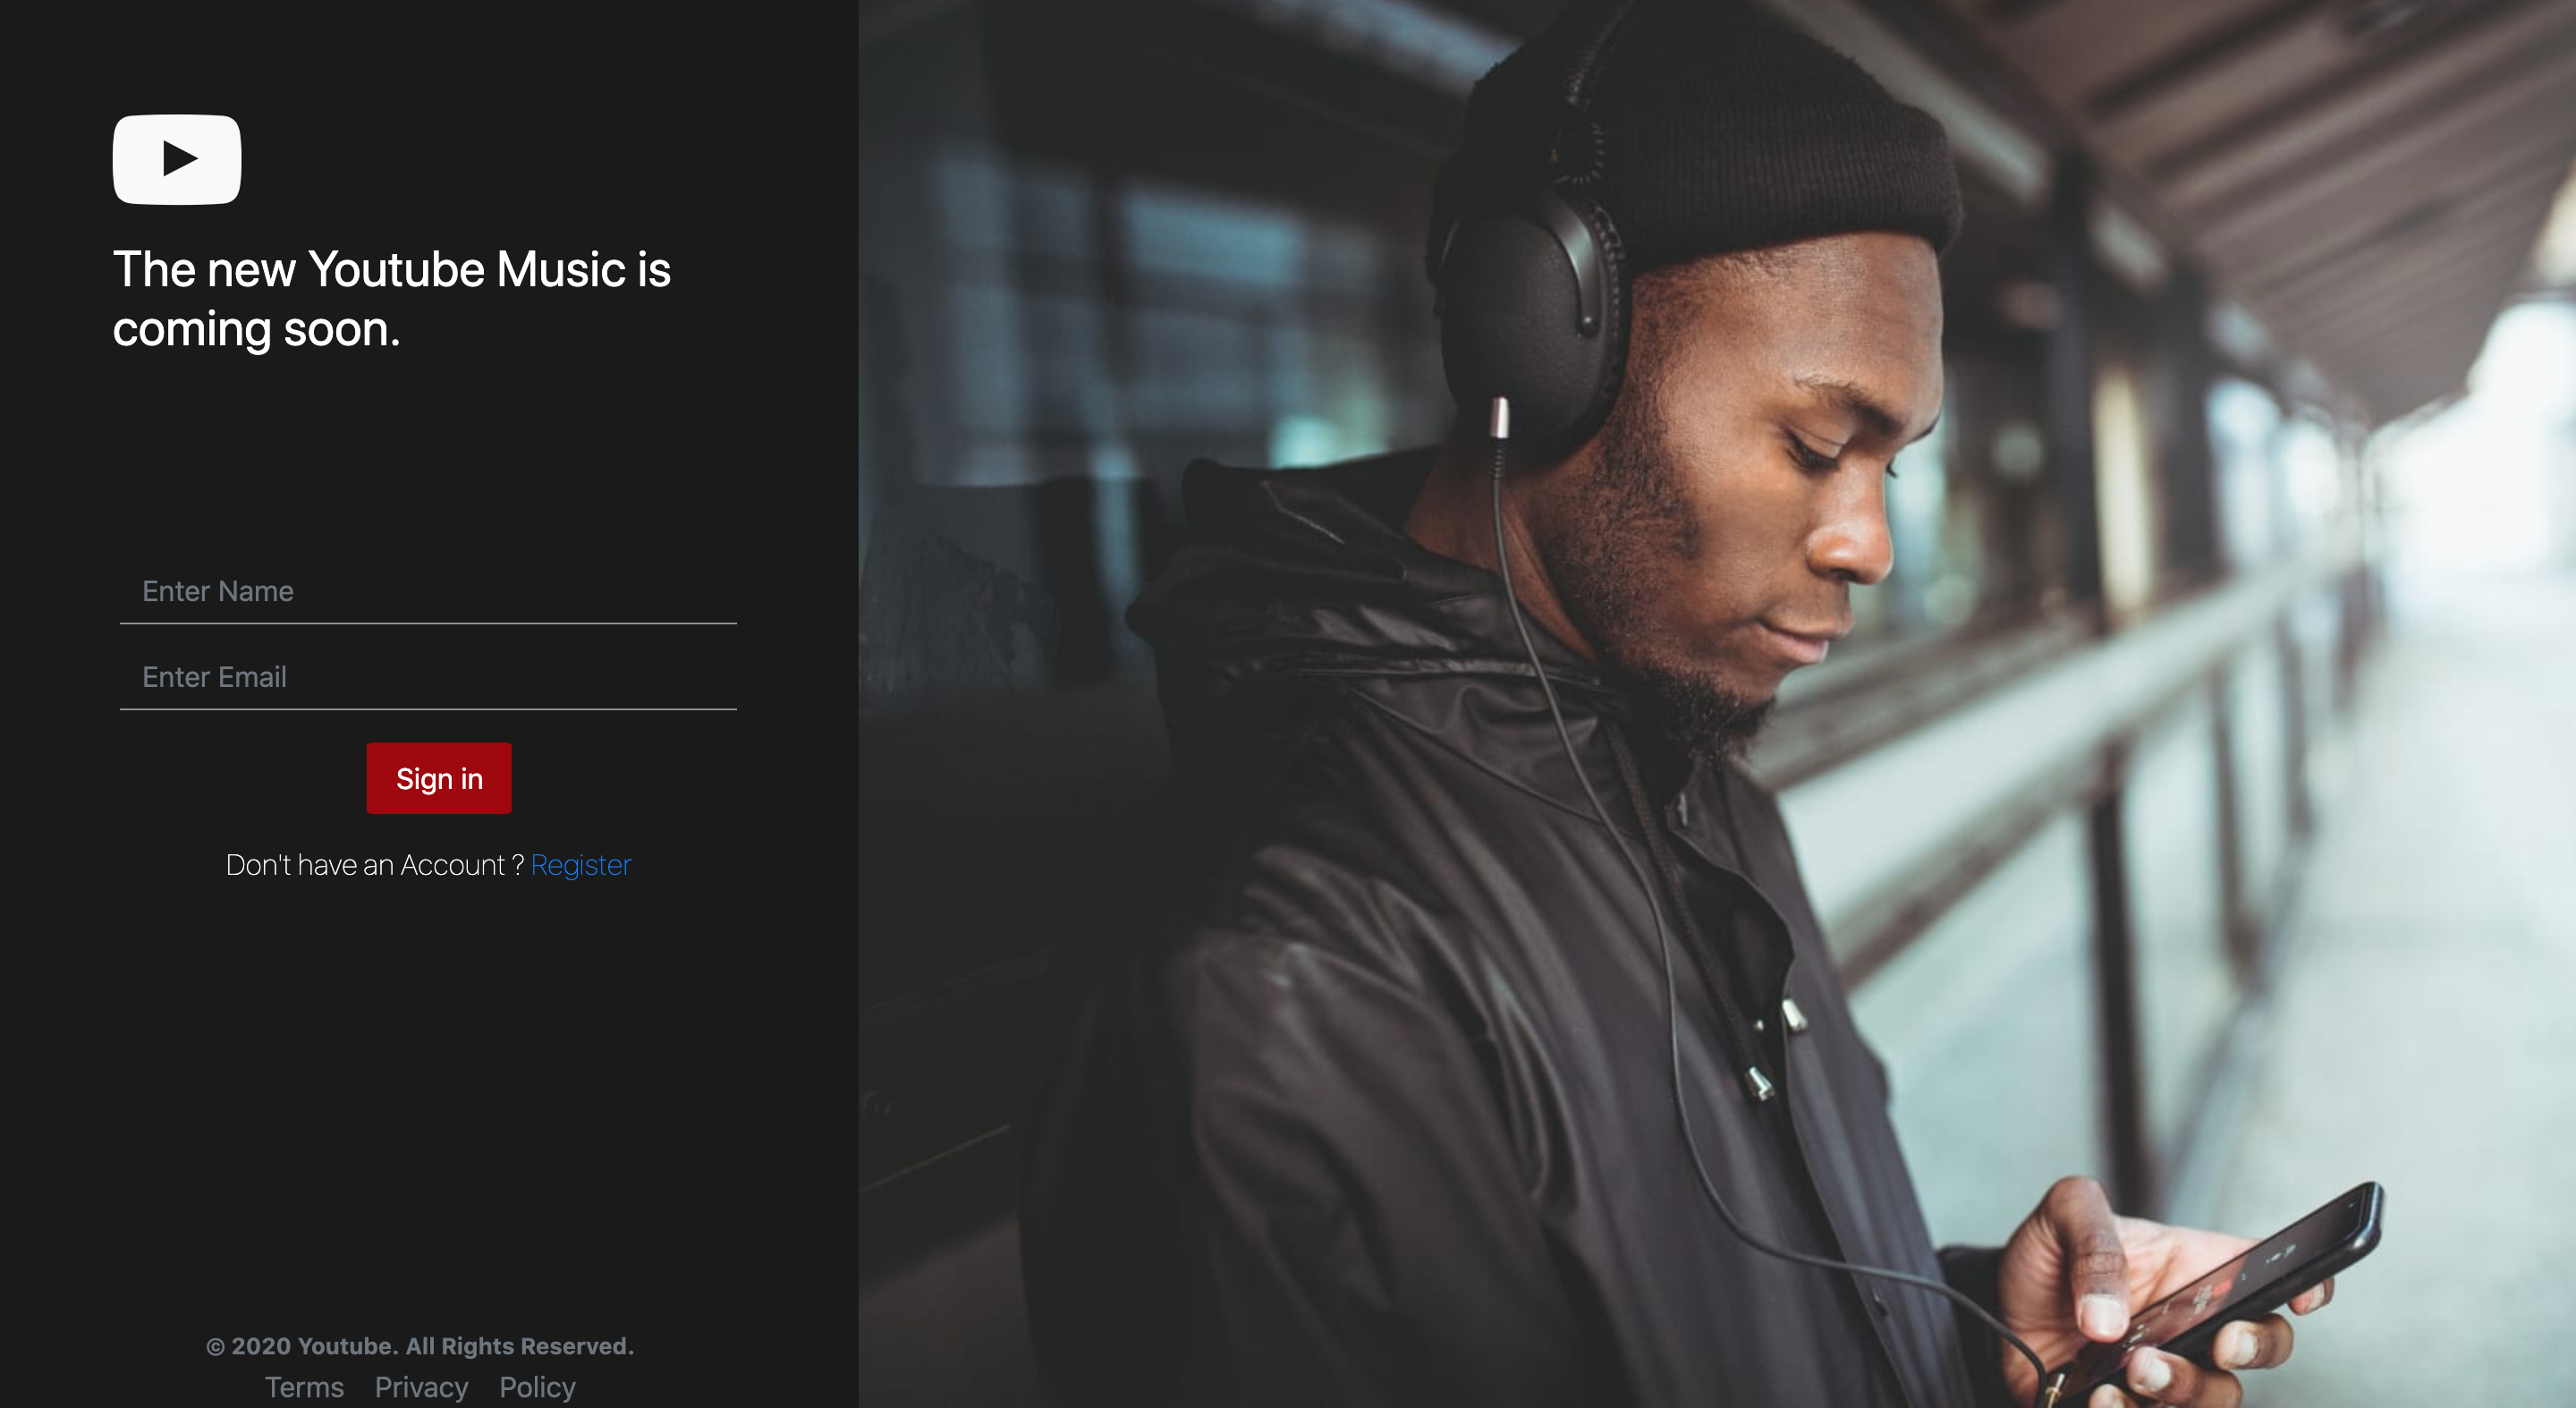 The new Youtube Music is
coming soon.
Enter Name
Enter Email
Sign in
Don't have an Account ? Register
© 2020 Youtube. All Rights Reserved.
Terms Privacy Policy